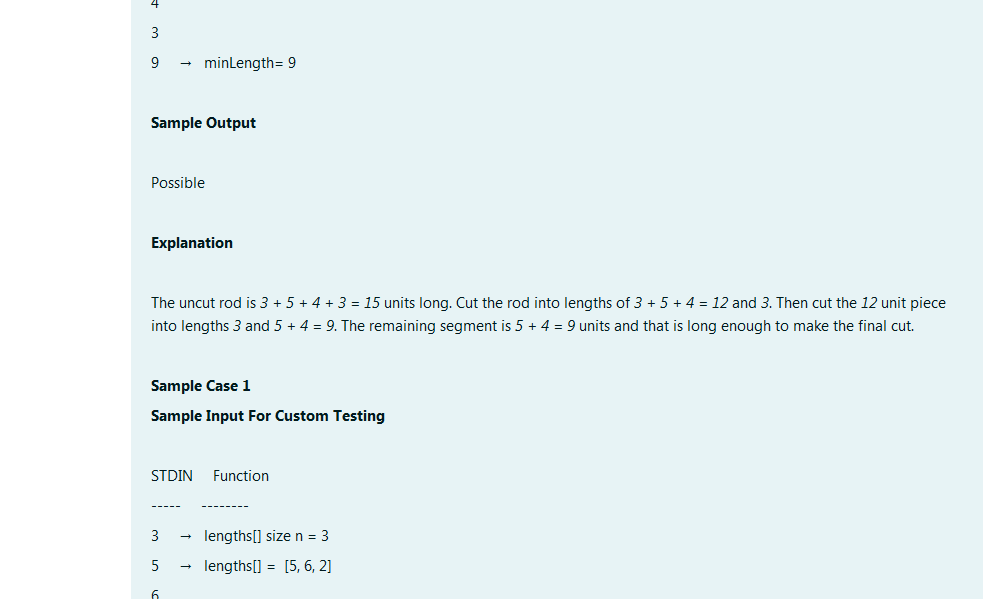 4
3
9 → minLength= 9
Sample Output
Possible
Explanation
The uncut rod is 3 + 5 + 4 + 3 = 15 units long. Cut the rod into lengths of 3 + 5 + 4 = 12 and 3. Then cut the 12 unit piece
into lengths 3 and 5 + 4 = 9. The remaining segment is 5 + 4 = 9 units and that is long enough to make the final cut.
Sample Case 1
Sample Input For Custom Testing
STDIN Function
----- --------
3 → lengths[] size n = 3
5 → lengths[] = [5, 6, 2]
6